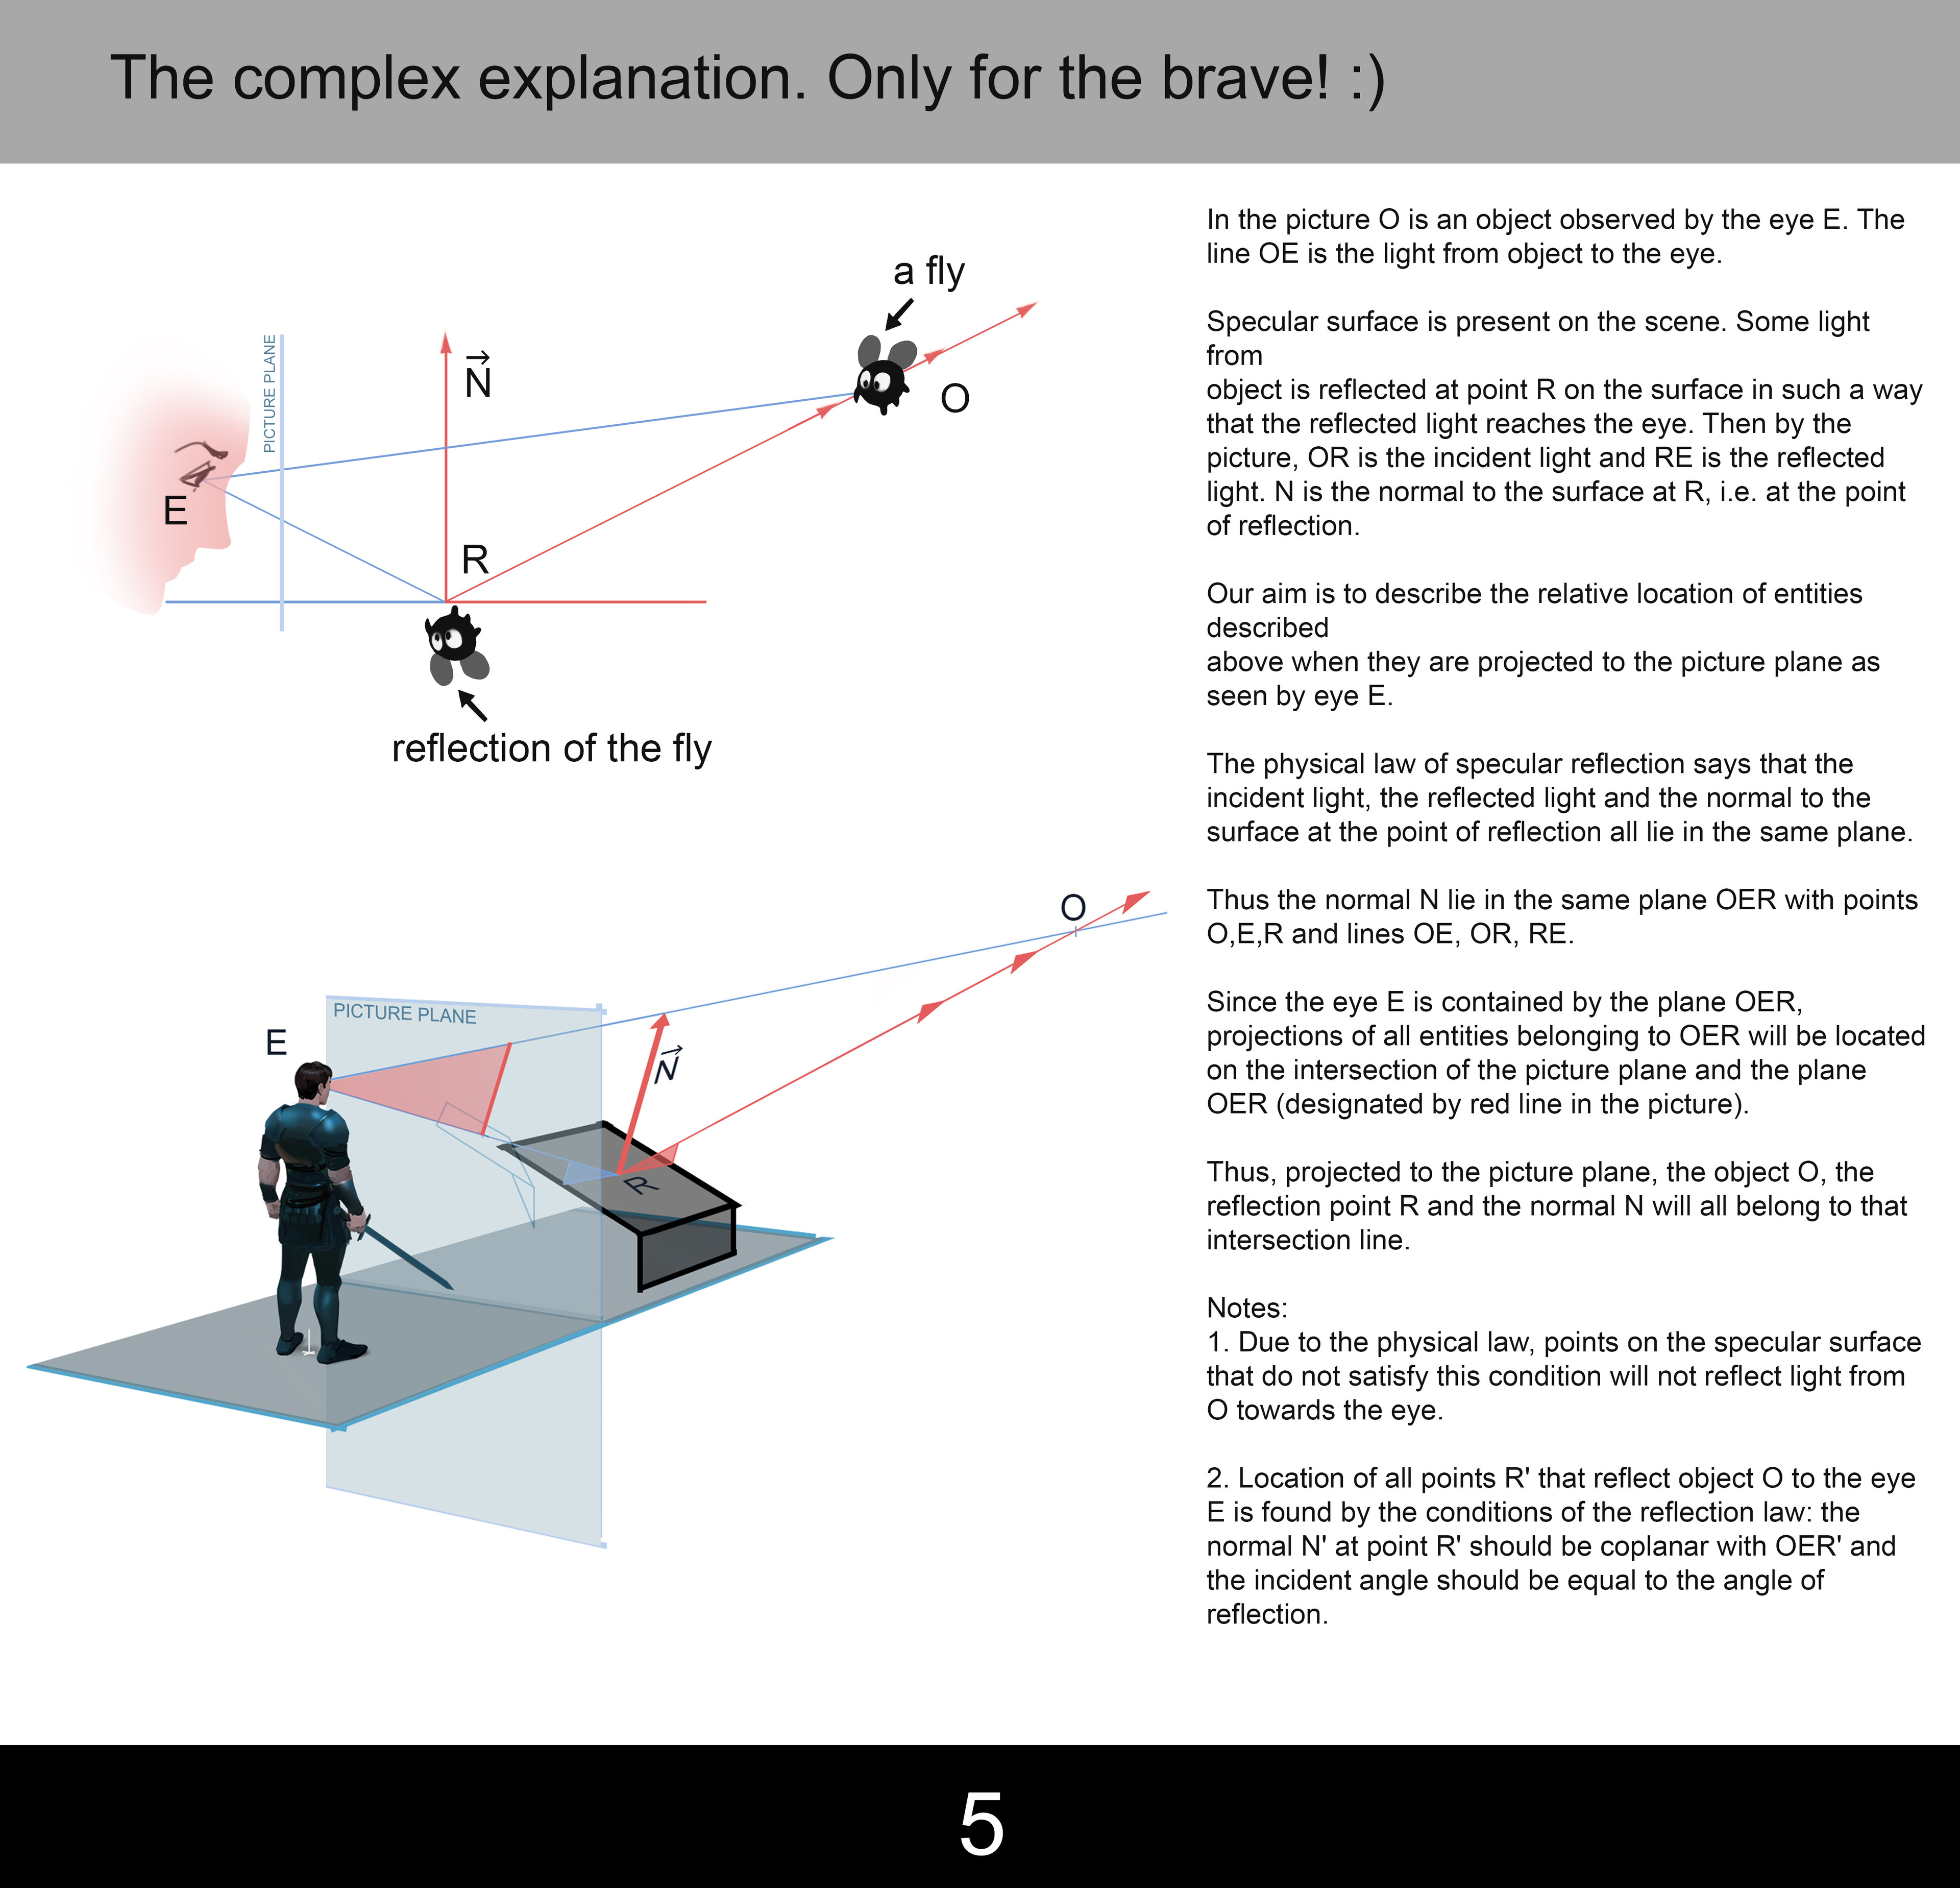 The complex explanation. Only for the brave! :)
a fly
PICTURE PLANE
N
O
E
R
reflection of the fly
O
PICTURE PLANE
E
N
R
In the picture O is an object observed by the eye E. The
line OE is the light from object to the eye.
Specular surface is present on the scene. Some light
from
object is reflected at point R on the surface in such a way
that the reflected light reaches the eye. Then by the
picture, OR is the incident light and RE is the reflected
light. N is the normal to the surface at R, i.e. at the point
of reflection.
Our aim is to describe the relative location of entities
described
above when they are projected to the picture plane as
seen by eye E.
The physical law of specular reflection says that the
incident light, the reflected light and the normal to the
surface at the point of reflection all lie in the same plane.
Thus the normal N lie in the same plane OER with points
O,E,R and lines OE, OR, RE.
Since the eye E is contained by the plane OER,
projections of all entities belonging to OER will be located
on the intersection of the picture plane and the plane
OER (designated by red line in the picture).
Thus, projected to the picture plane, the object O, the
reflection point R and the normal N will all belong to that
intersection line.
Notes:
1. Due to the physical law, points on the specular surface
that do not satisfy this condition will not reflect light from
O towards the eye.
2. Location of all points R' that reflect object O to the eye
E is found by the conditions of the reflection law: the
normal N' at point R' should be coplanar with OER' and
the incident angle should be equal to the angle of
reflection.
5